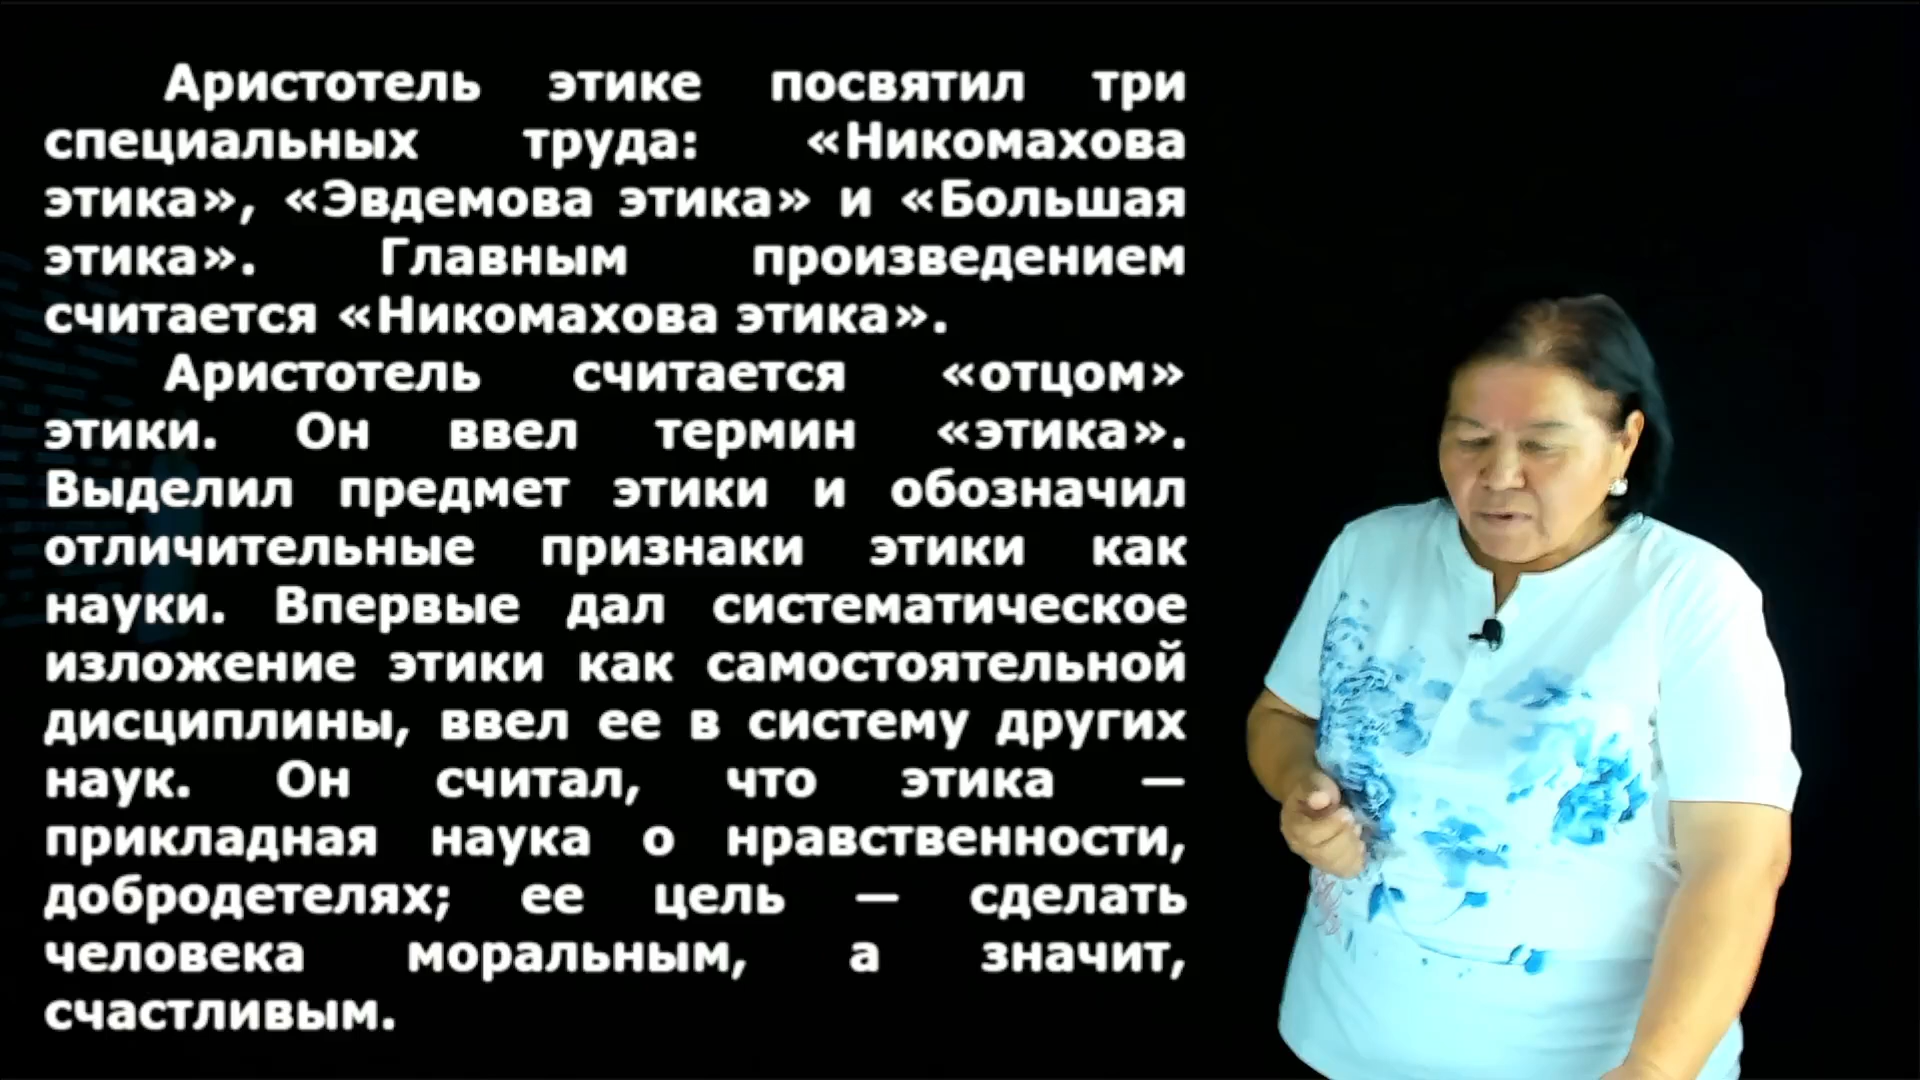 Аристотель этике посвятил три
специальных труда: «Никомахова
этика», «Эвдемова этика» и «Большая
этика». Главным произведением
считается «Никомахова этика».
Аристотель считается «отцом»
этики. Он ввел термин «этика».
Выделил предмет этики и обозначил
отличительные признаки этики как
науки. Впервые дал систематическое
изложение этики как самостоятельной
дисциплины, ввел ее в систему других
наук. Он считал, что этика —
прикладная наука о нравственности,
добродетелях; ее цель — сделать
человека моральным, а значит,
счастливым.